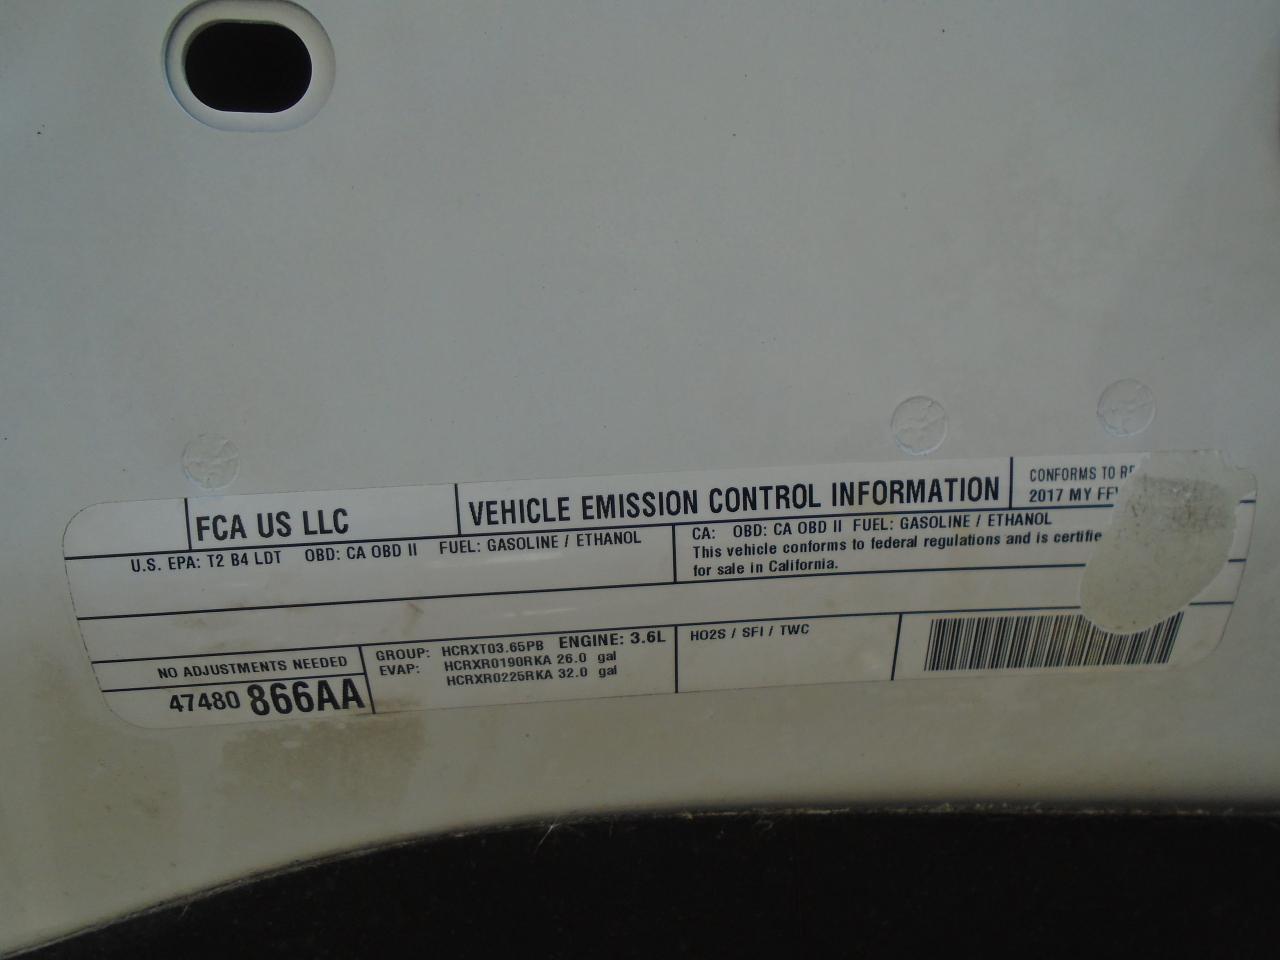 FCA US LLC
VEHICLE EMISSION CONTROL INFORMATION
CONFORMS TO
2017 MY
U.S. EPA: T2 B4 LDT OBD: CA OBD II FUEL: GASOLINE / ETHANOL
CA: OBD: CA OBD II FUEL: GASOLINE / ETHANOL
This vehicle conforms to federal regulations and is
for sale in California.
NO ADJUSTMENTS NEEDED
47480 866AA
GROUP: HCRXT03.65PB ENGINE: 3.6L
EVAP: HCRXR0190RKA 26.0 gal
HCRXR0225RKA 32.0 gal
HO2S / SFI / TWC